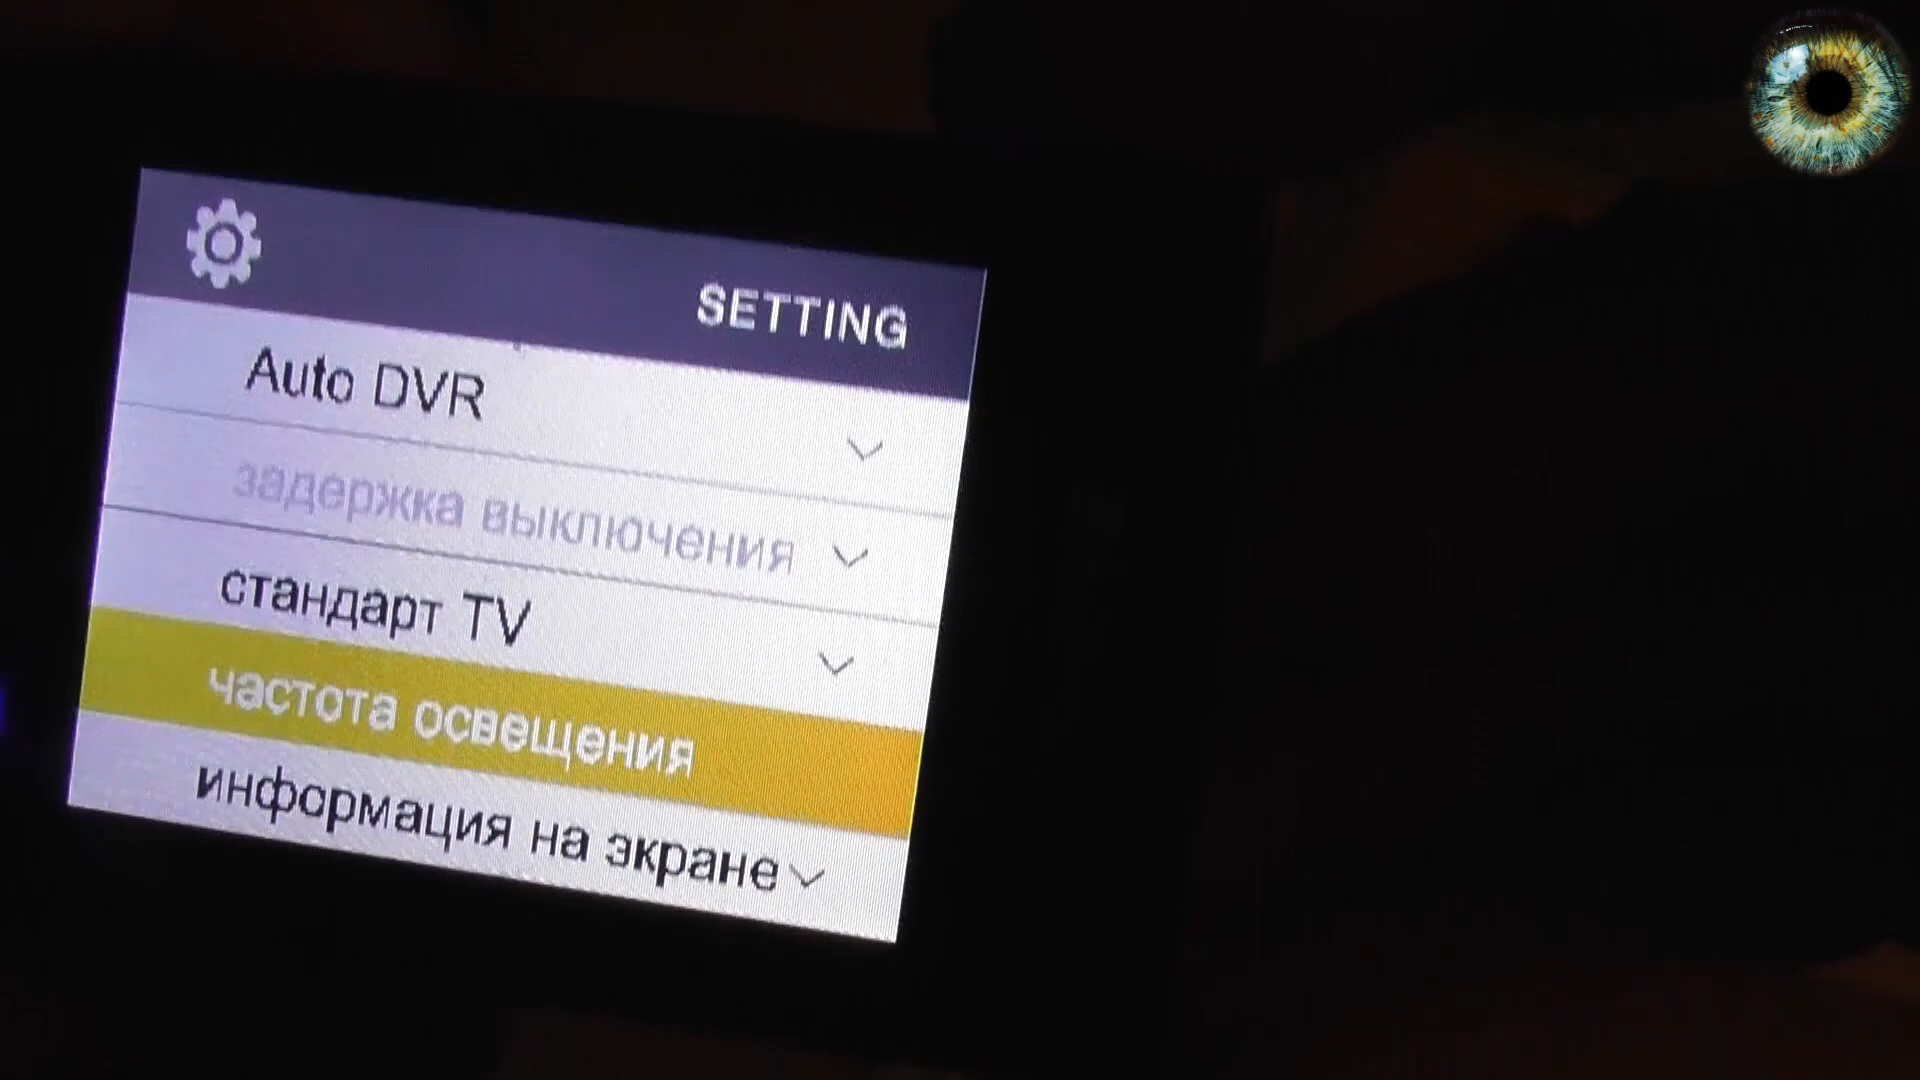 SETTING
Auto DVR
задержка выключения
стандарт TV
частота освещения
информация на экране